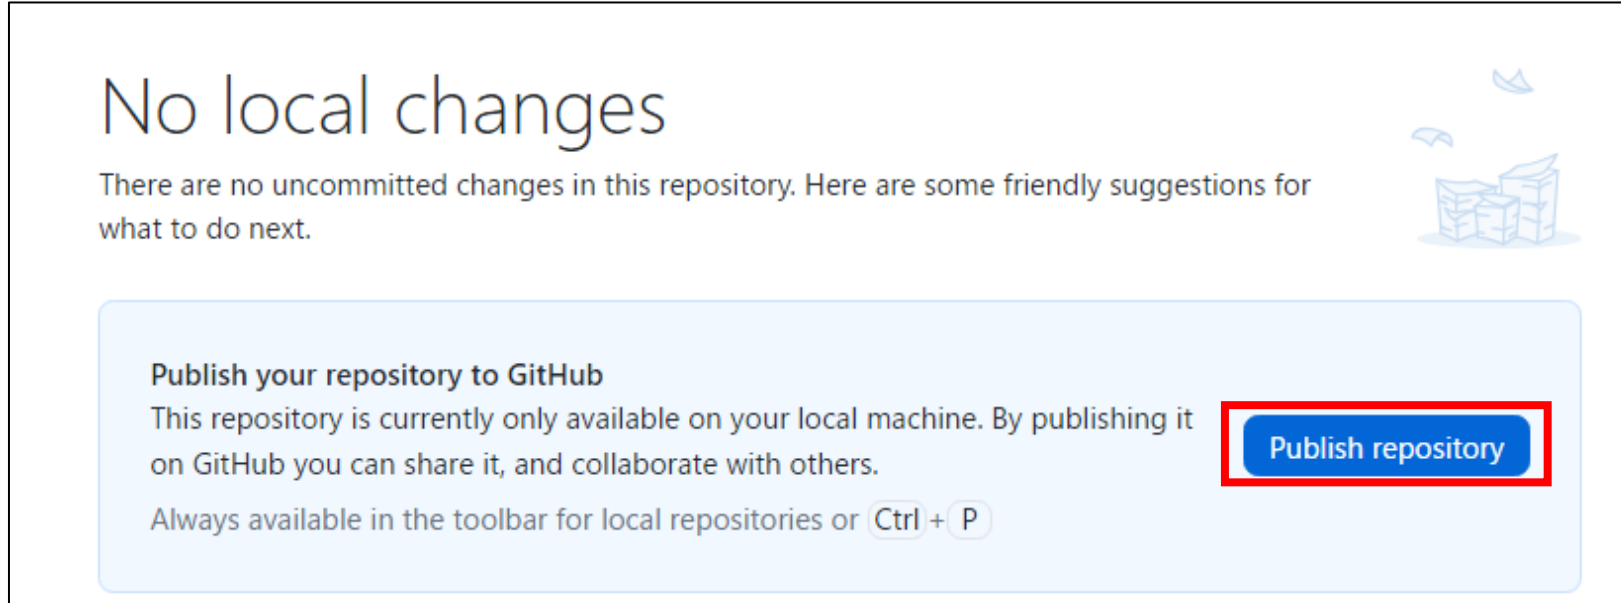 No local changes
There are no uncommitted changes in this repository. Here are some friendly suggestions for
what to do next.
Publish your repository to GitHub
This repository is currently only available on your local machine. By publishing it
on GitHub you can share it, and collaborate with others.
Always available in the toolbar for local repositories or Ctrl + P
Publish repository